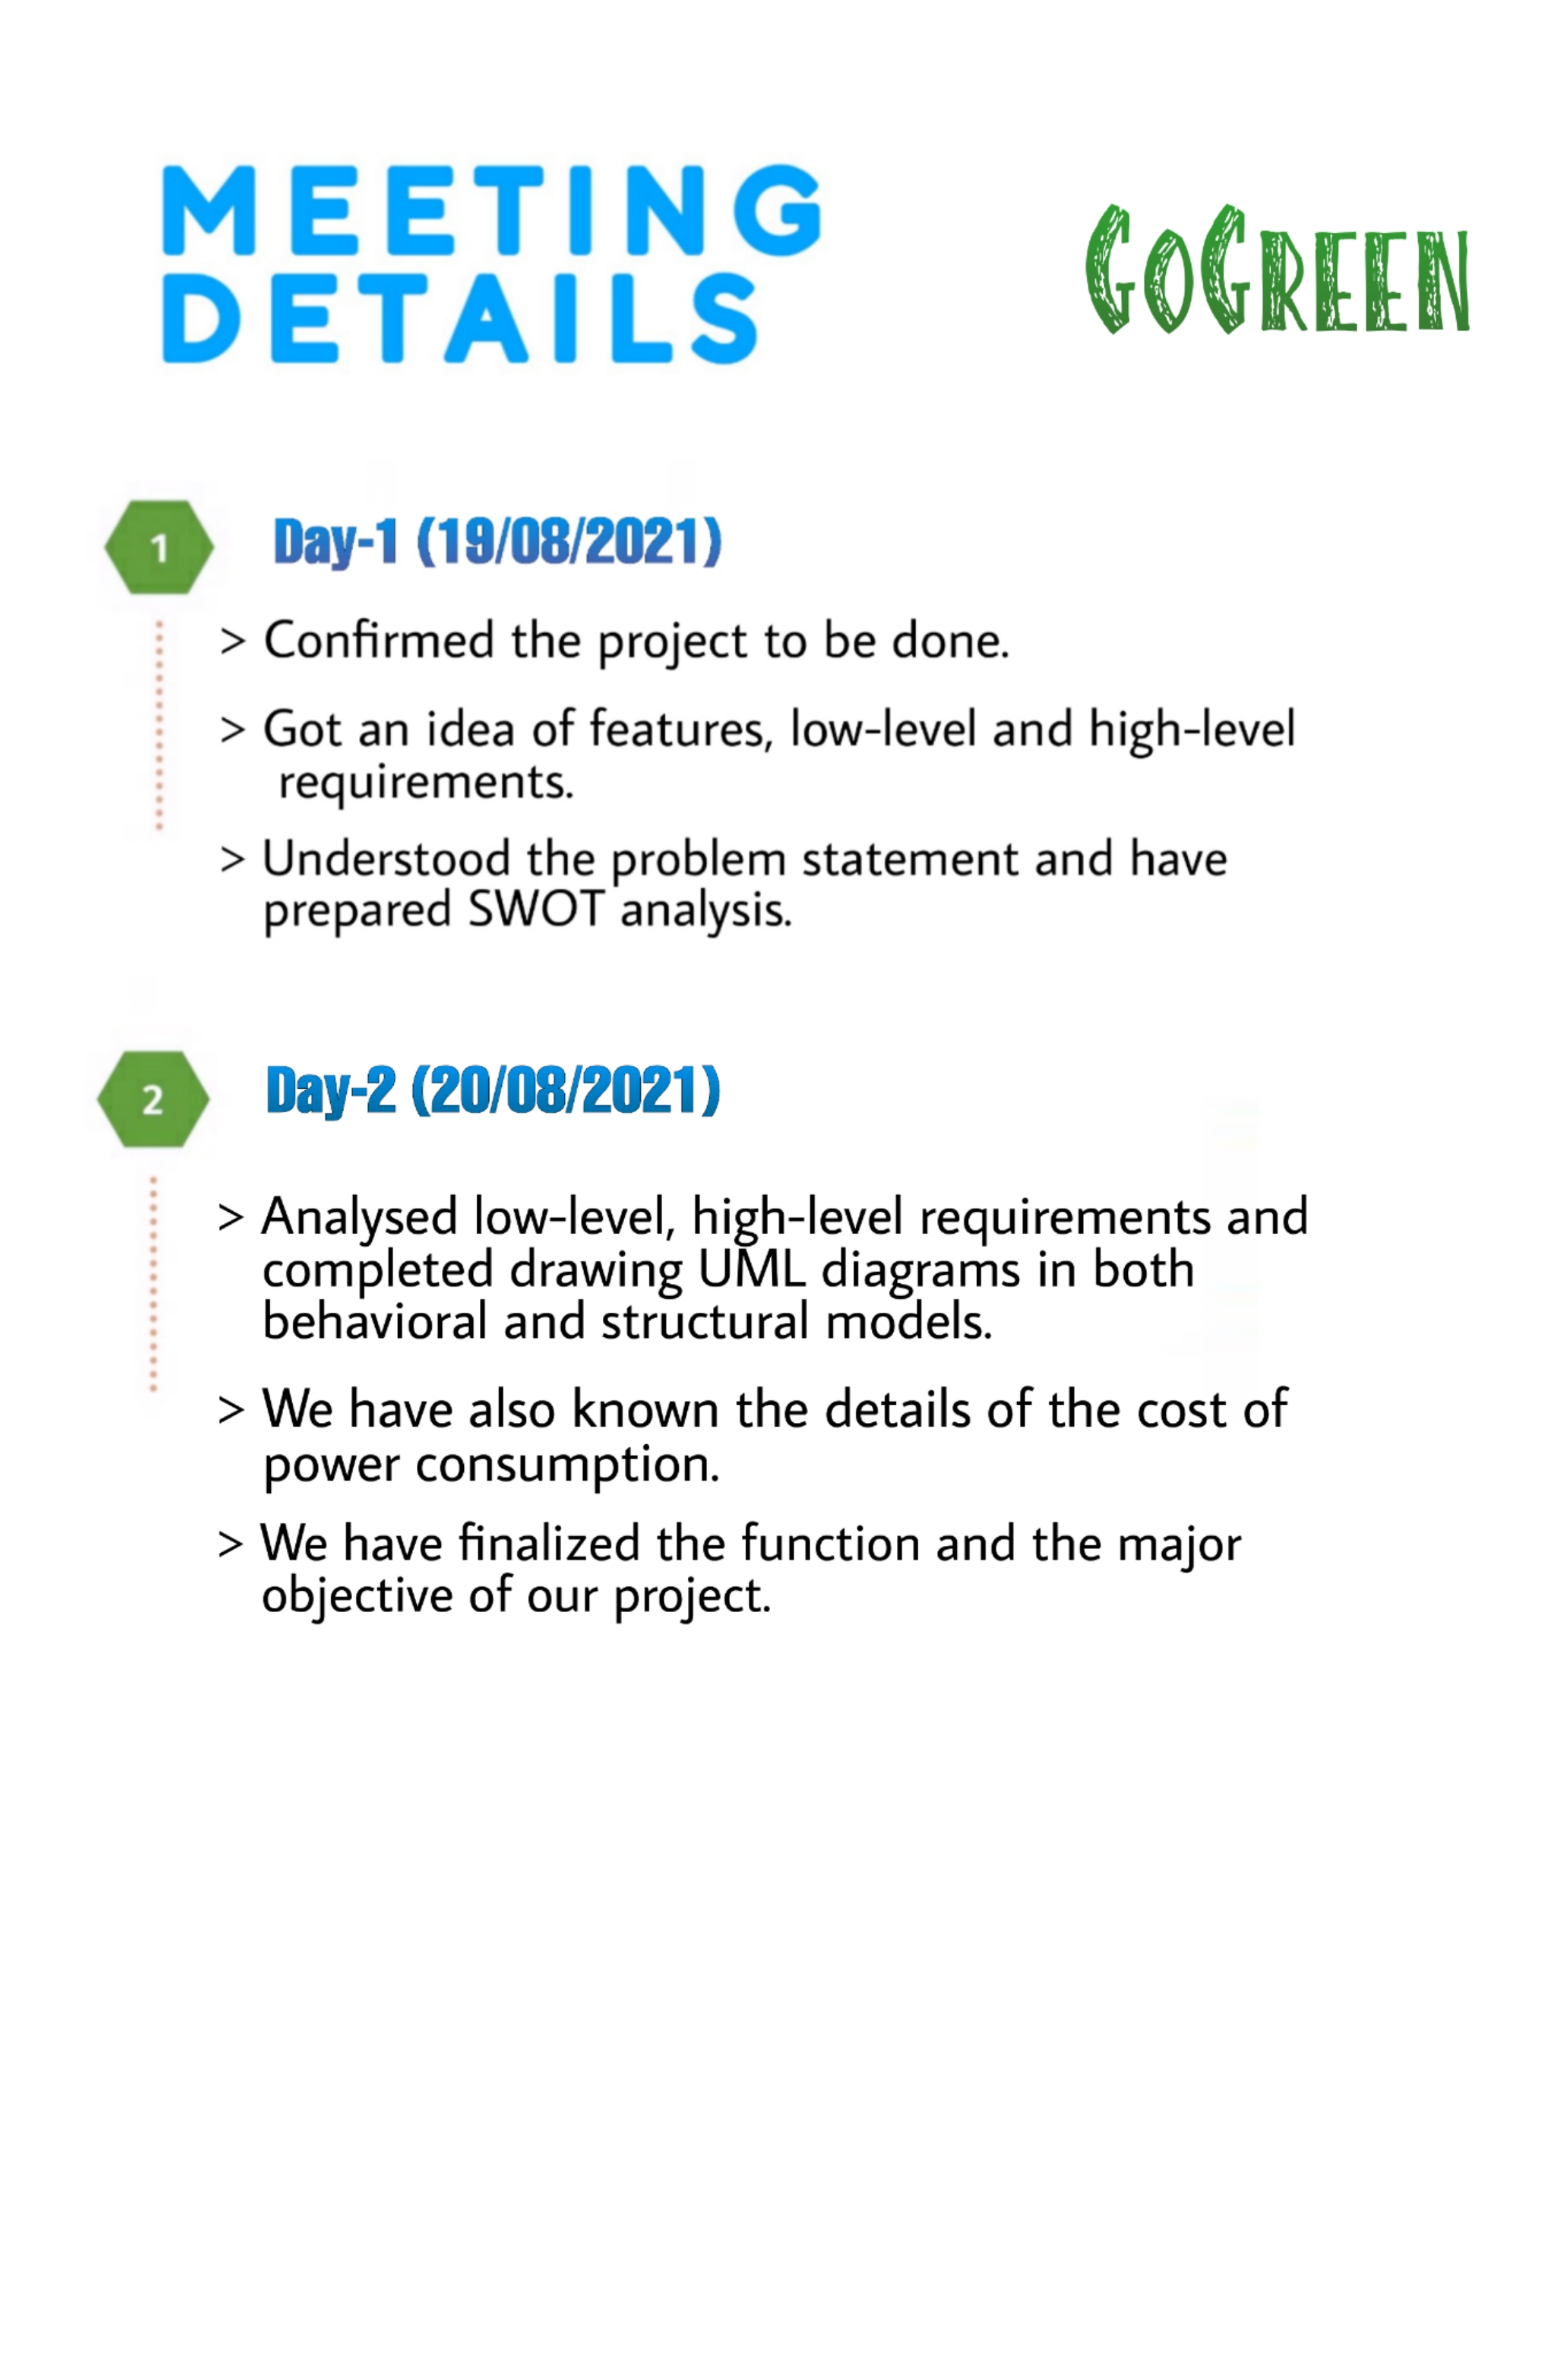 MEETING
DETAILS
GoGreen
1
Day-1 (19/08/2021)
> Confirmed the project to be done.
> Got an idea of features, low-level and high-level
requirements.
> Understood the problem statement and have
prepared SWOT analysis.
2
Day-2 (20/08/2021)
> Analysed low-level, high-level requirements and
completed drawing UML diagrams in both
behavioral and structural models.
> We have also known the details of the cost of
power consumption.
> We have finalized the function and the major
objective of our project.